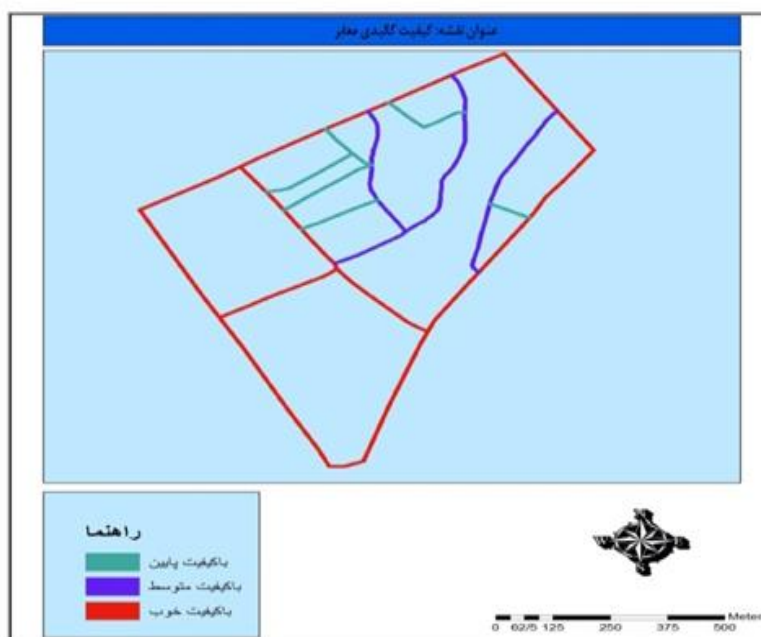 عنوان نقشه: کیفیت کالبدی معابر
راهنما
باکیفیت پایین
باکیفیت متوسط
باکیفیت خوب
Meters
0 62/5 125 250 375 500